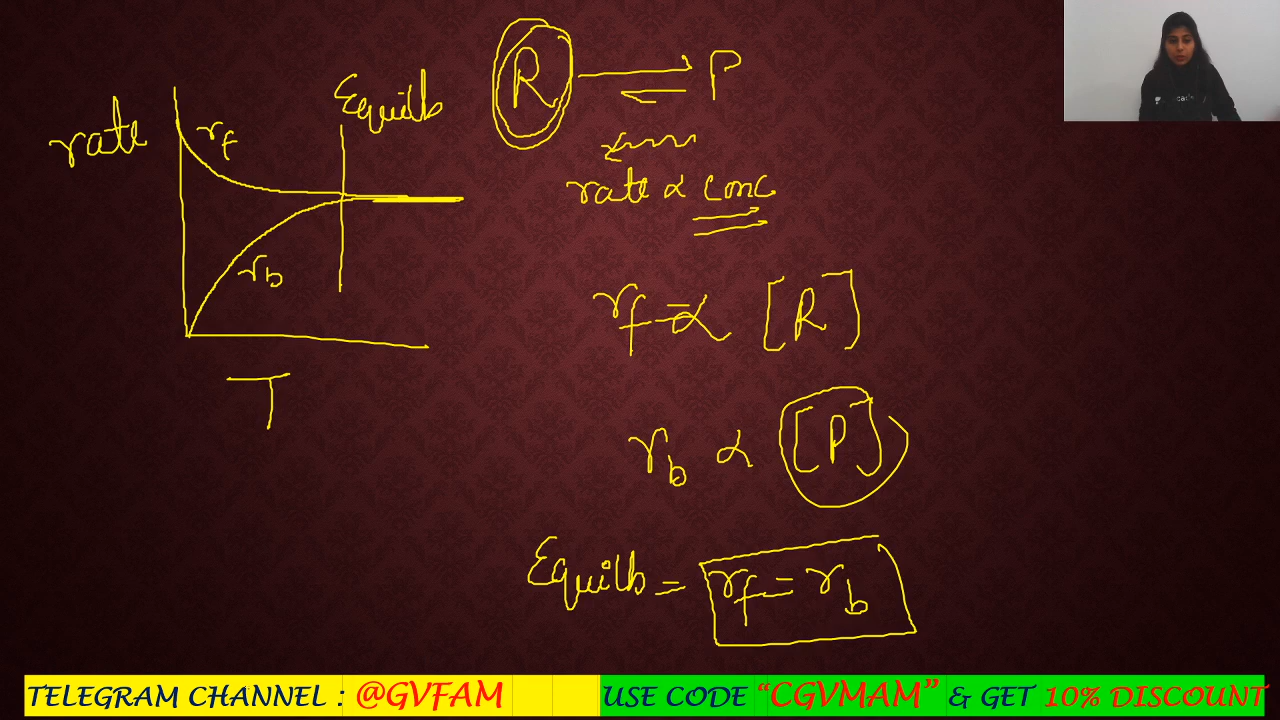 R ⇌ P
Equilb
rate
rf
rate ∝ conc
rb
rf ∝ [R]
T
rb ∝ [P]
Equilb = rf = rb
TELEGRAM CHANNEL : @GVFAM USE CODE “CGVMAM” & GET 10% DISCOUNT